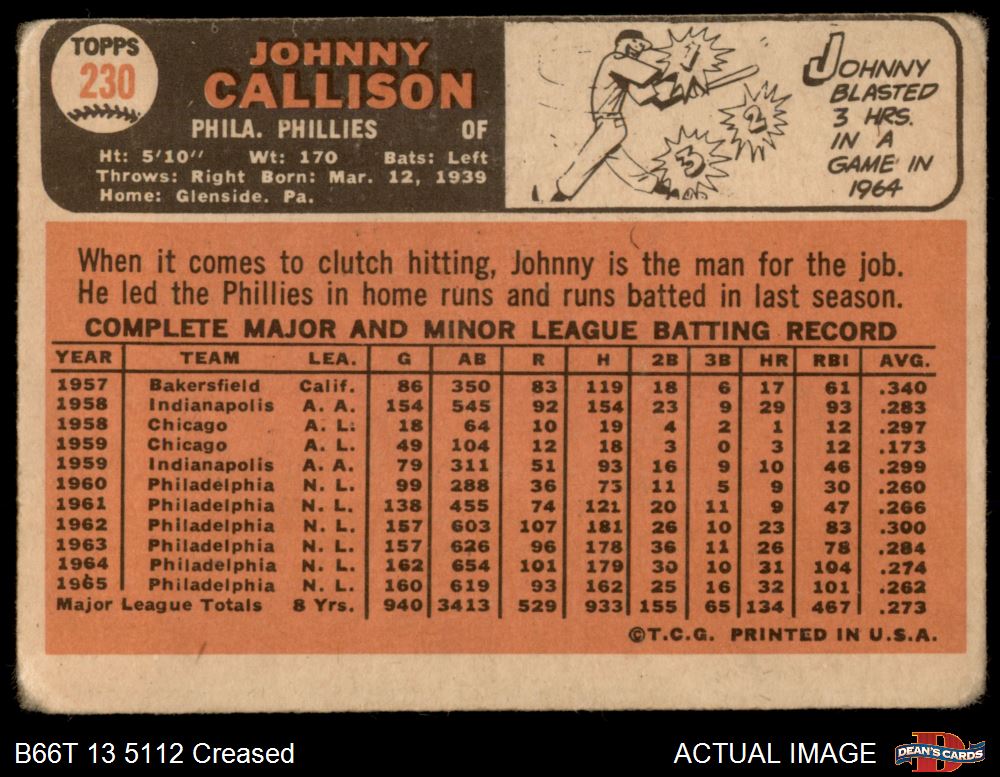 TOPPS
230
JOHNNY
CALLISON
PHILA. PHILLIES OF
Ht: 5'10" Wt: 170 Bats: Left
Throws: Right Born: Mar. 12, 1939
Home: Glenside. Pa.
1
2
3
JOHNNY
BLASTED
3 HRS.
IN A
GAME IN
1964
When it comes to clutch hitting, Johnny is the man for the job.
He led the Phillies in home runs and runs batted in last season.
COMPLETE MAJOR AND MINOR LEAGUE BATTING RECORD
YEAR TEAM LEA. G AB R H 2B 3B HR RBI AVG.
1957 Bakersfield Calif. 86 350 83 119 18 6 17 61 .340
1958 Indianapolis A. A. 154 545 92 154 23 9 29 93 .283
1958 Chicago A. L. 18 64 10 19 4 2 1 12 .297
1959 Chicago A. L. 49 104 12 18 3 0 3 12 .173
1959 Indianapolis A. A. 79 311 51 93 16 9 10 46 .299
1960 Philadelphia N. L. 99 288 36 75 11 5 9 30 .260
1961 Philadelphia N. L. 138 455 74 121 20 11 9 47 .266
1962 Philadelphia N. L. 157 603 107 181 26 10 23 83 .300
1963 Philadelphia N. L. 157 626 96 178 36 11 26 78 .284
1964 Philadelphia N. L. 162 654 101 179 30 10 31 104 .274
1965 Philadelphia N. L. 160 619 93 162 25 16 32 101 .262
Major League Totals 8 Yrs. 940 3413 529 933 155 65 134 467 .273
©T.C.G. PRINTED IN U.S.A.
B66T 13 5112 Creased
ACTUAL IMAGE
DEAN'S CARDS